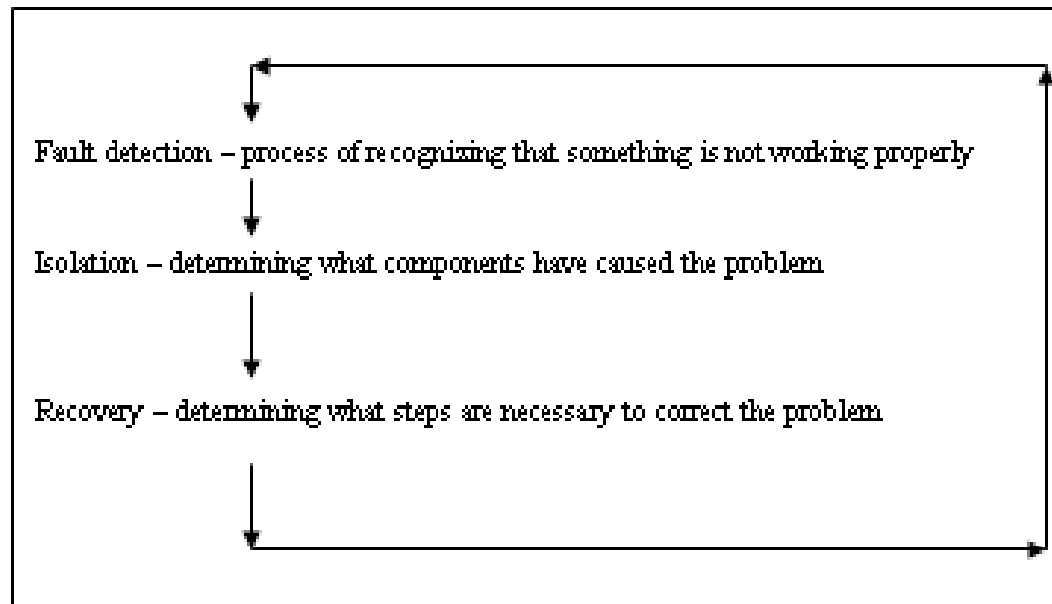 Fault detection – process of recognizing that something is not working properly
Isolation – determining what components have caused the problem
Recovery – determining what steps are necessary to correct the problem